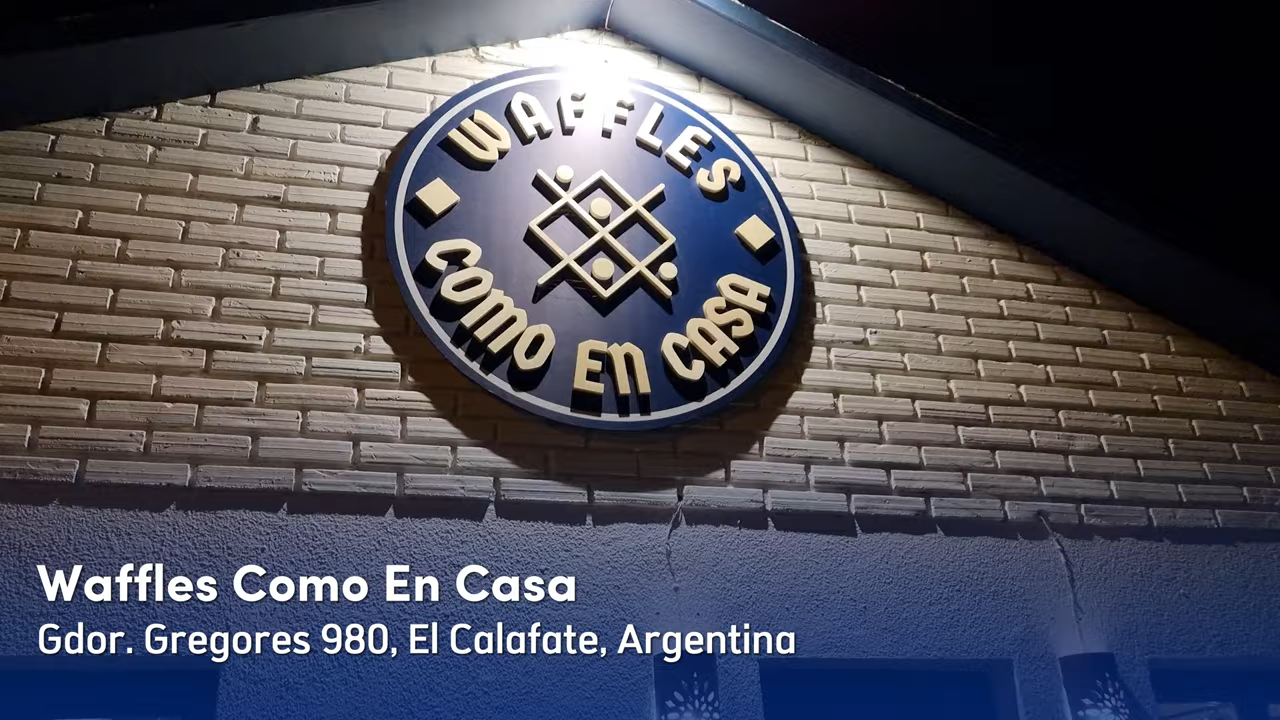 WAFFLES
COMO EN CASA
Waffles Como En Casa
Gdor. Gregores 980, El Calafate, Argentina